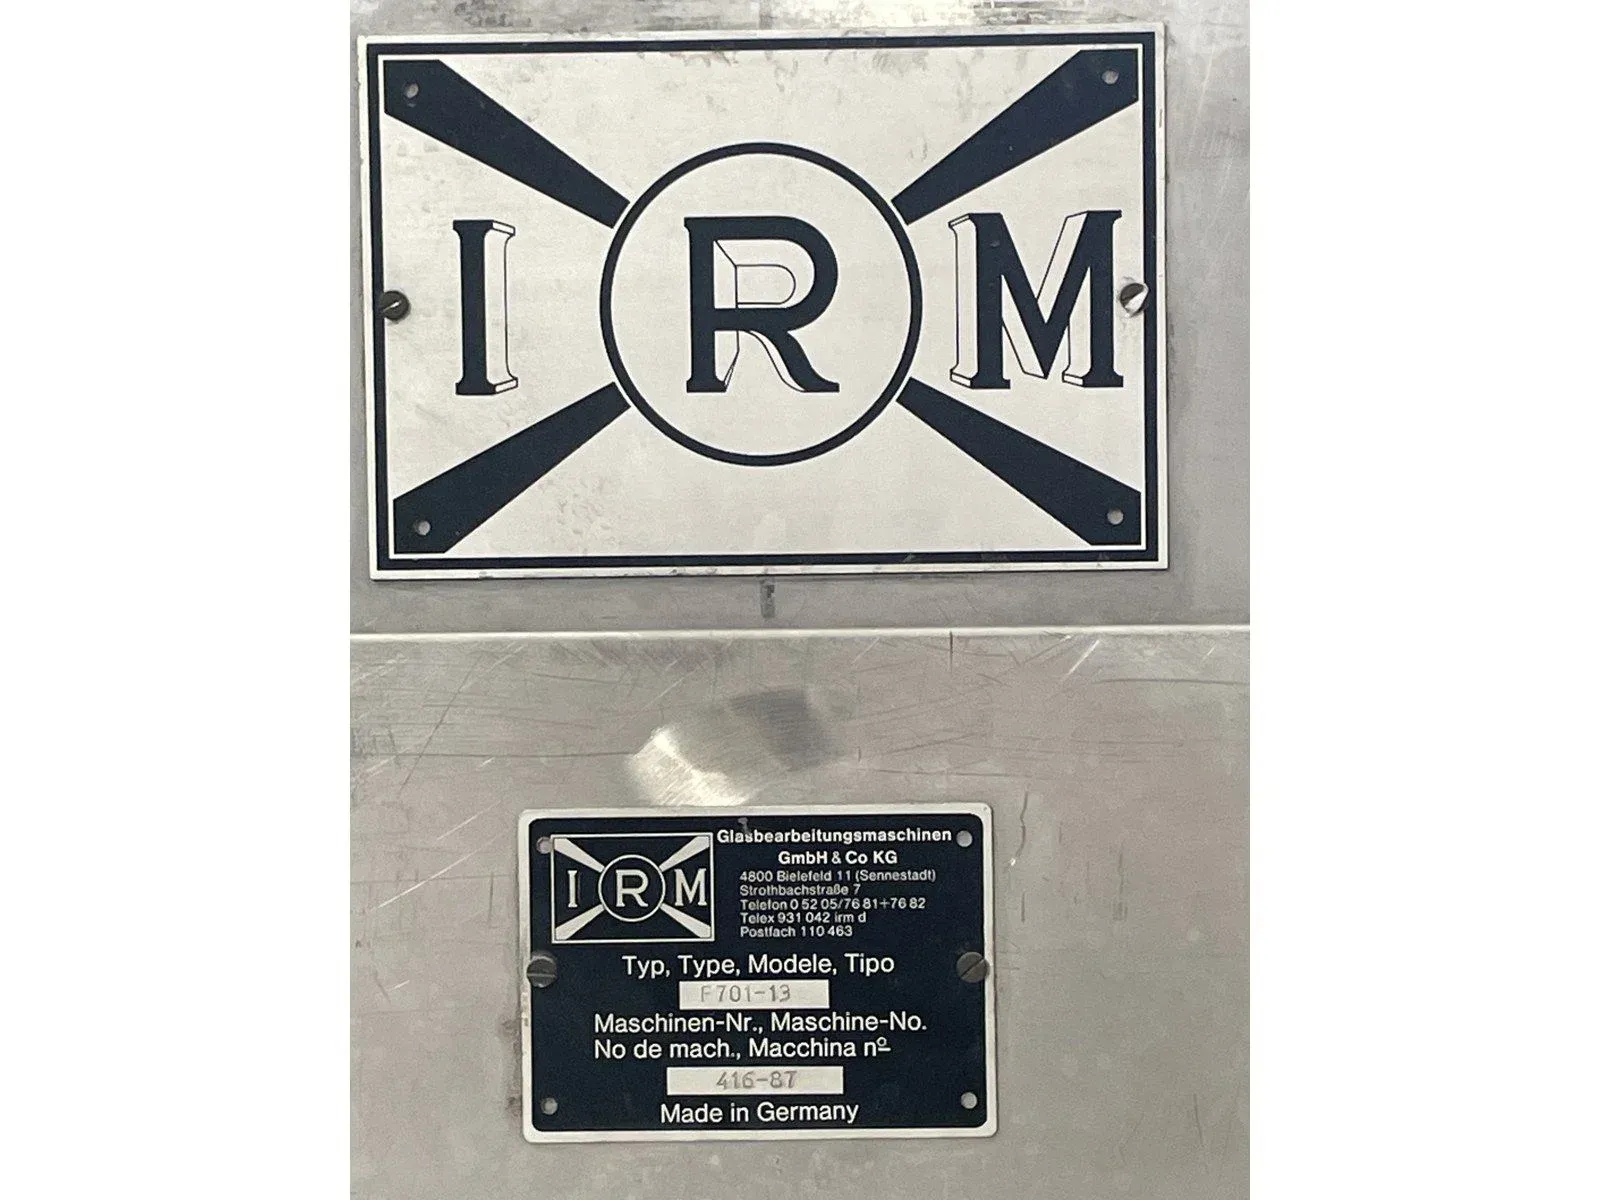 I R M
I R M
Glasbearbeitungsmaschinen
GmbH & Co KG
4800 Bielefeld 11 (Sennestadt)
Strothbachstraße 7
Telefon 0 52 05/76 81+76 82
Telex 931 042 irm d
Postfach 110 463
Typ, Type, Modele, Tipo
F701-13
Maschinen-Nr., Maschine-No.
No de mach., Macchina nº
416-87
Made in Germany